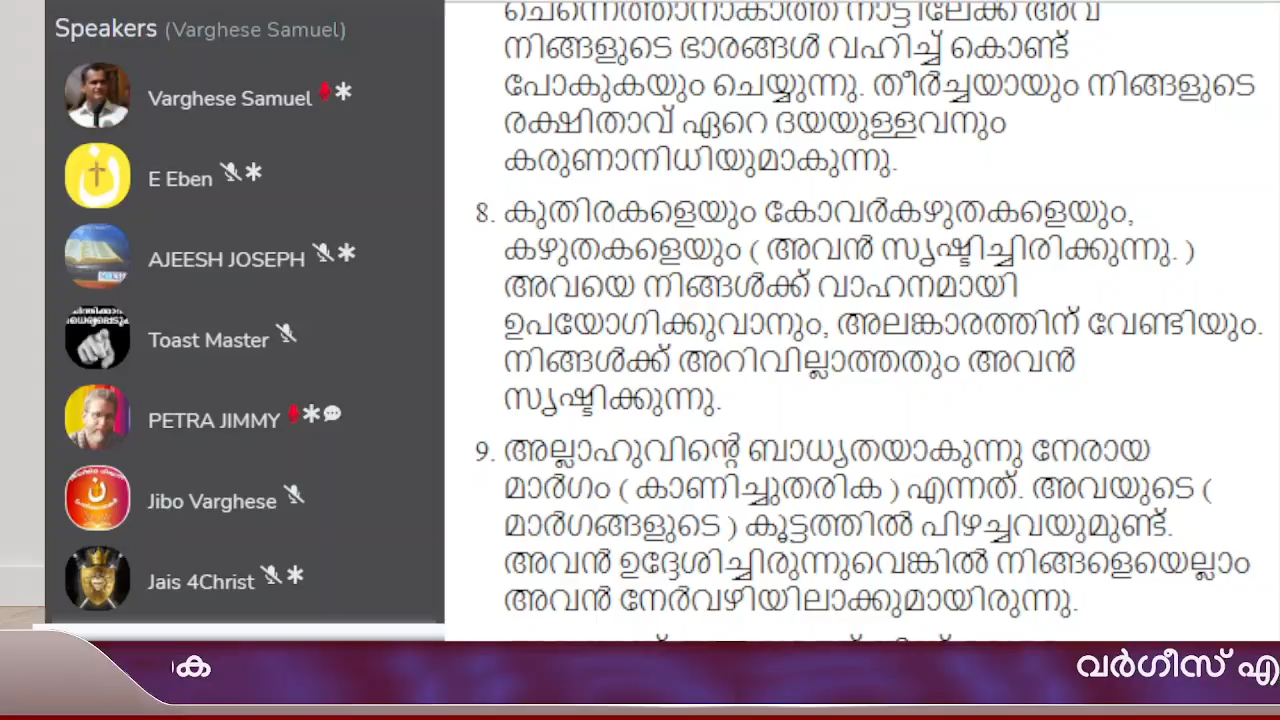 Speakers (Varghese Samuel)
Varghese Samuel
E Eben
AJEESH JOSEPH
Toast Master
PETRA JIMMY
Jibo Varghese
Jais 4Christ
ചെന്നെത്താനാകാത്ത നാട്ടിലേക്ക് അവ
നിങ്ങളുടെ ഭാരങ്ങൾ വഹിച്ച് കൊണ്ട്
പോകുകയും ചെയ്യുന്നു. തീർച്ചയായും നിങ്ങളുടെ
രക്ഷിതാവ് ഏറെ ദയയുള്ളവനും
കരുണാനിധിയുമാകുന്നു.
8. കുതിരകളെയും കോവർകഴുതകളെയും,
കഴുതകളെയും ( അവൻ സൃഷ്ടിച്ചിരിക്കുന്നു. )
അവയെ നിങ്ങൾക്ക് വാഹനമായി
ഉപയോഗിക്കുവാനും, അലങ്കാരത്തിന് വേണ്ടിയും.
നിങ്ങൾക്ക് അറിവില്ലാത്തതും അവൻ
സൃഷ്ടിക്കുന്നു.
9. അല്ലാഹുവിന്റെ ബാധ്യതയാകുന്നു നേരായ
മാർഗം ( കാണിച്ചുതരിക ) എന്നത്. അവയുടെ (
മാർഗങ്ങളുടെ ) കൂട്ടത്തിൽ പിഴച്ചവയുമുണ്ട്.
അവൻ ഉദ്ദേശിച്ചിരുന്നുവെങ്കിൽ നിങ്ങളെയെല്ലാം
അവൻ നേർവഴിയിലാക്കുമായിരുന്നു.
വർഗീസ് എ